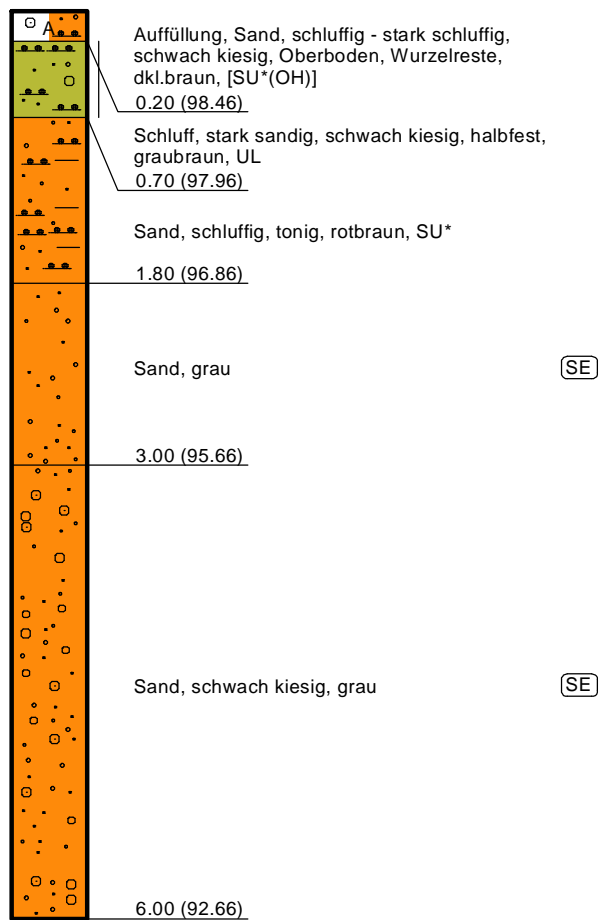 A
Auffüllung, Sand, schluffig - stark schluffig,
schwach kiesig, Oberboden, Wurzelreste,
dkl.braun, [SU*(OH)]
0.20 (98.46)
Schluff, stark sandig, schwach kiesig, halbfest,
graubraun, UL
0.70 (97.96)
Sand, schluffig, tonig, rotbraun, SU*
1.80 (96.86)
Sand, grau SE
3.00 (95.66)
Sand, schwach kiesig, grau SE
6.00 (92.66)